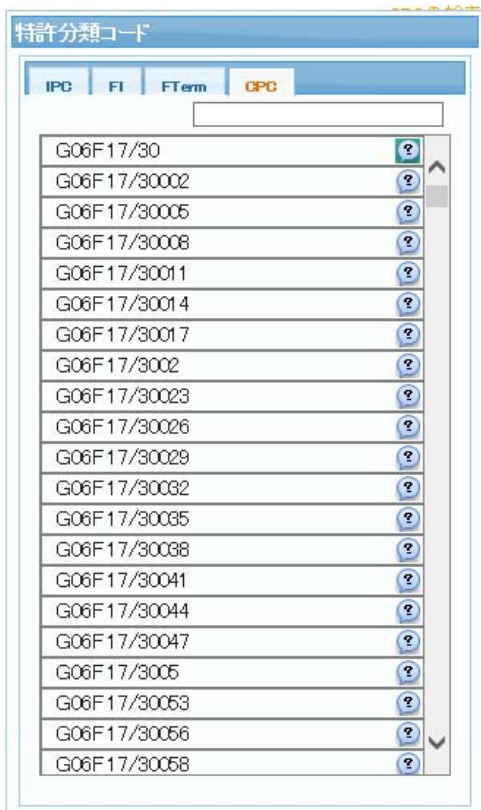 特許分類コード
IPC FI FTerm CPC
G06F17/30
G06F17/30002
G06F17/30005
G06F17/30008
G06F17/30011
G06F17/30014
G06F17/30017
G06F17/3002
G06F17/30023
G06F17/30026
G06F17/30029
G06F17/30032
G06F17/30035
G06F17/30038
G06F17/30041
G06F17/30044
G06F17/30047
G06F17/3005
G06F17/30053
G06F17/30056
G06F17/30058